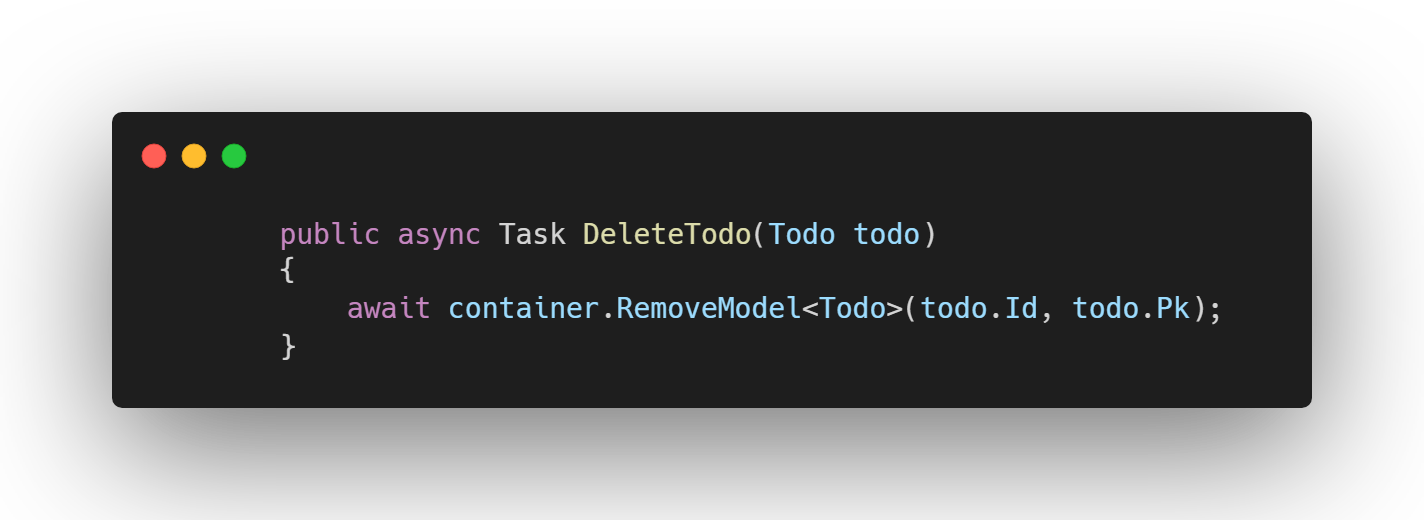 public async Task DeleteTodo(Todo todo)
{
    await container.RemoveModel<Todo>(todo.Id, todo.Pk);
}